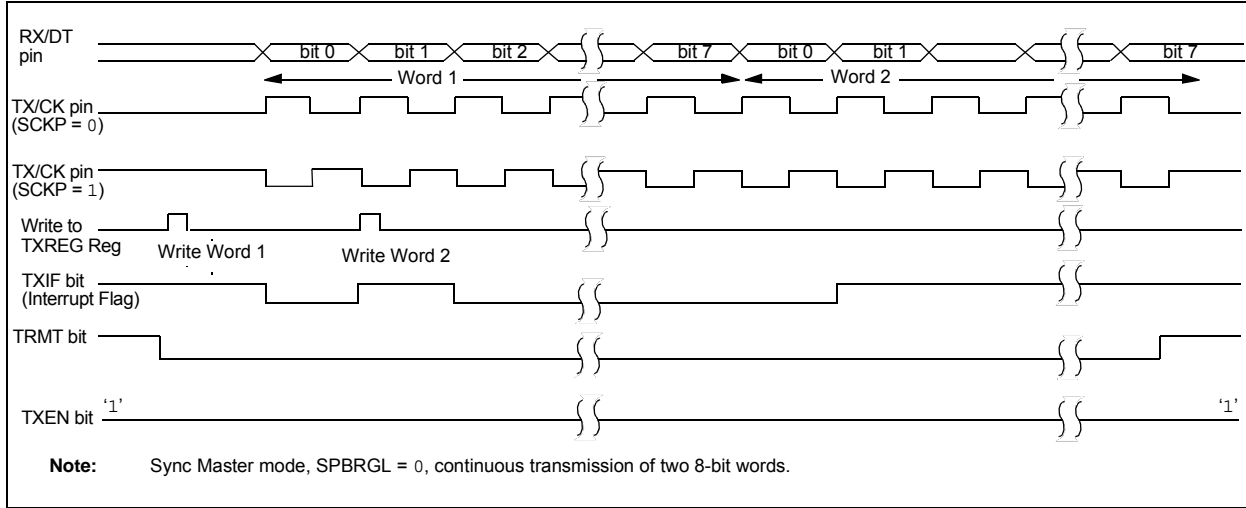 RX/DT
pin
bit 0 bit 1 bit 2 bit 7 bit 0 bit 1 bit 7
Word 1 Word 2
TX/CK pin
(SCKP = 0)
TX/CK pin
(SCKP = 1)
Write to
TXREG Reg
Write Word 1 Write Word 2
TXIF bit
(Interrupt Flag)
TRMT bit
‘1’ ‘1’
TXEN bit
Note: Sync Master mode, SPBRGL = 0, continuous transmission of two 8-bit words.